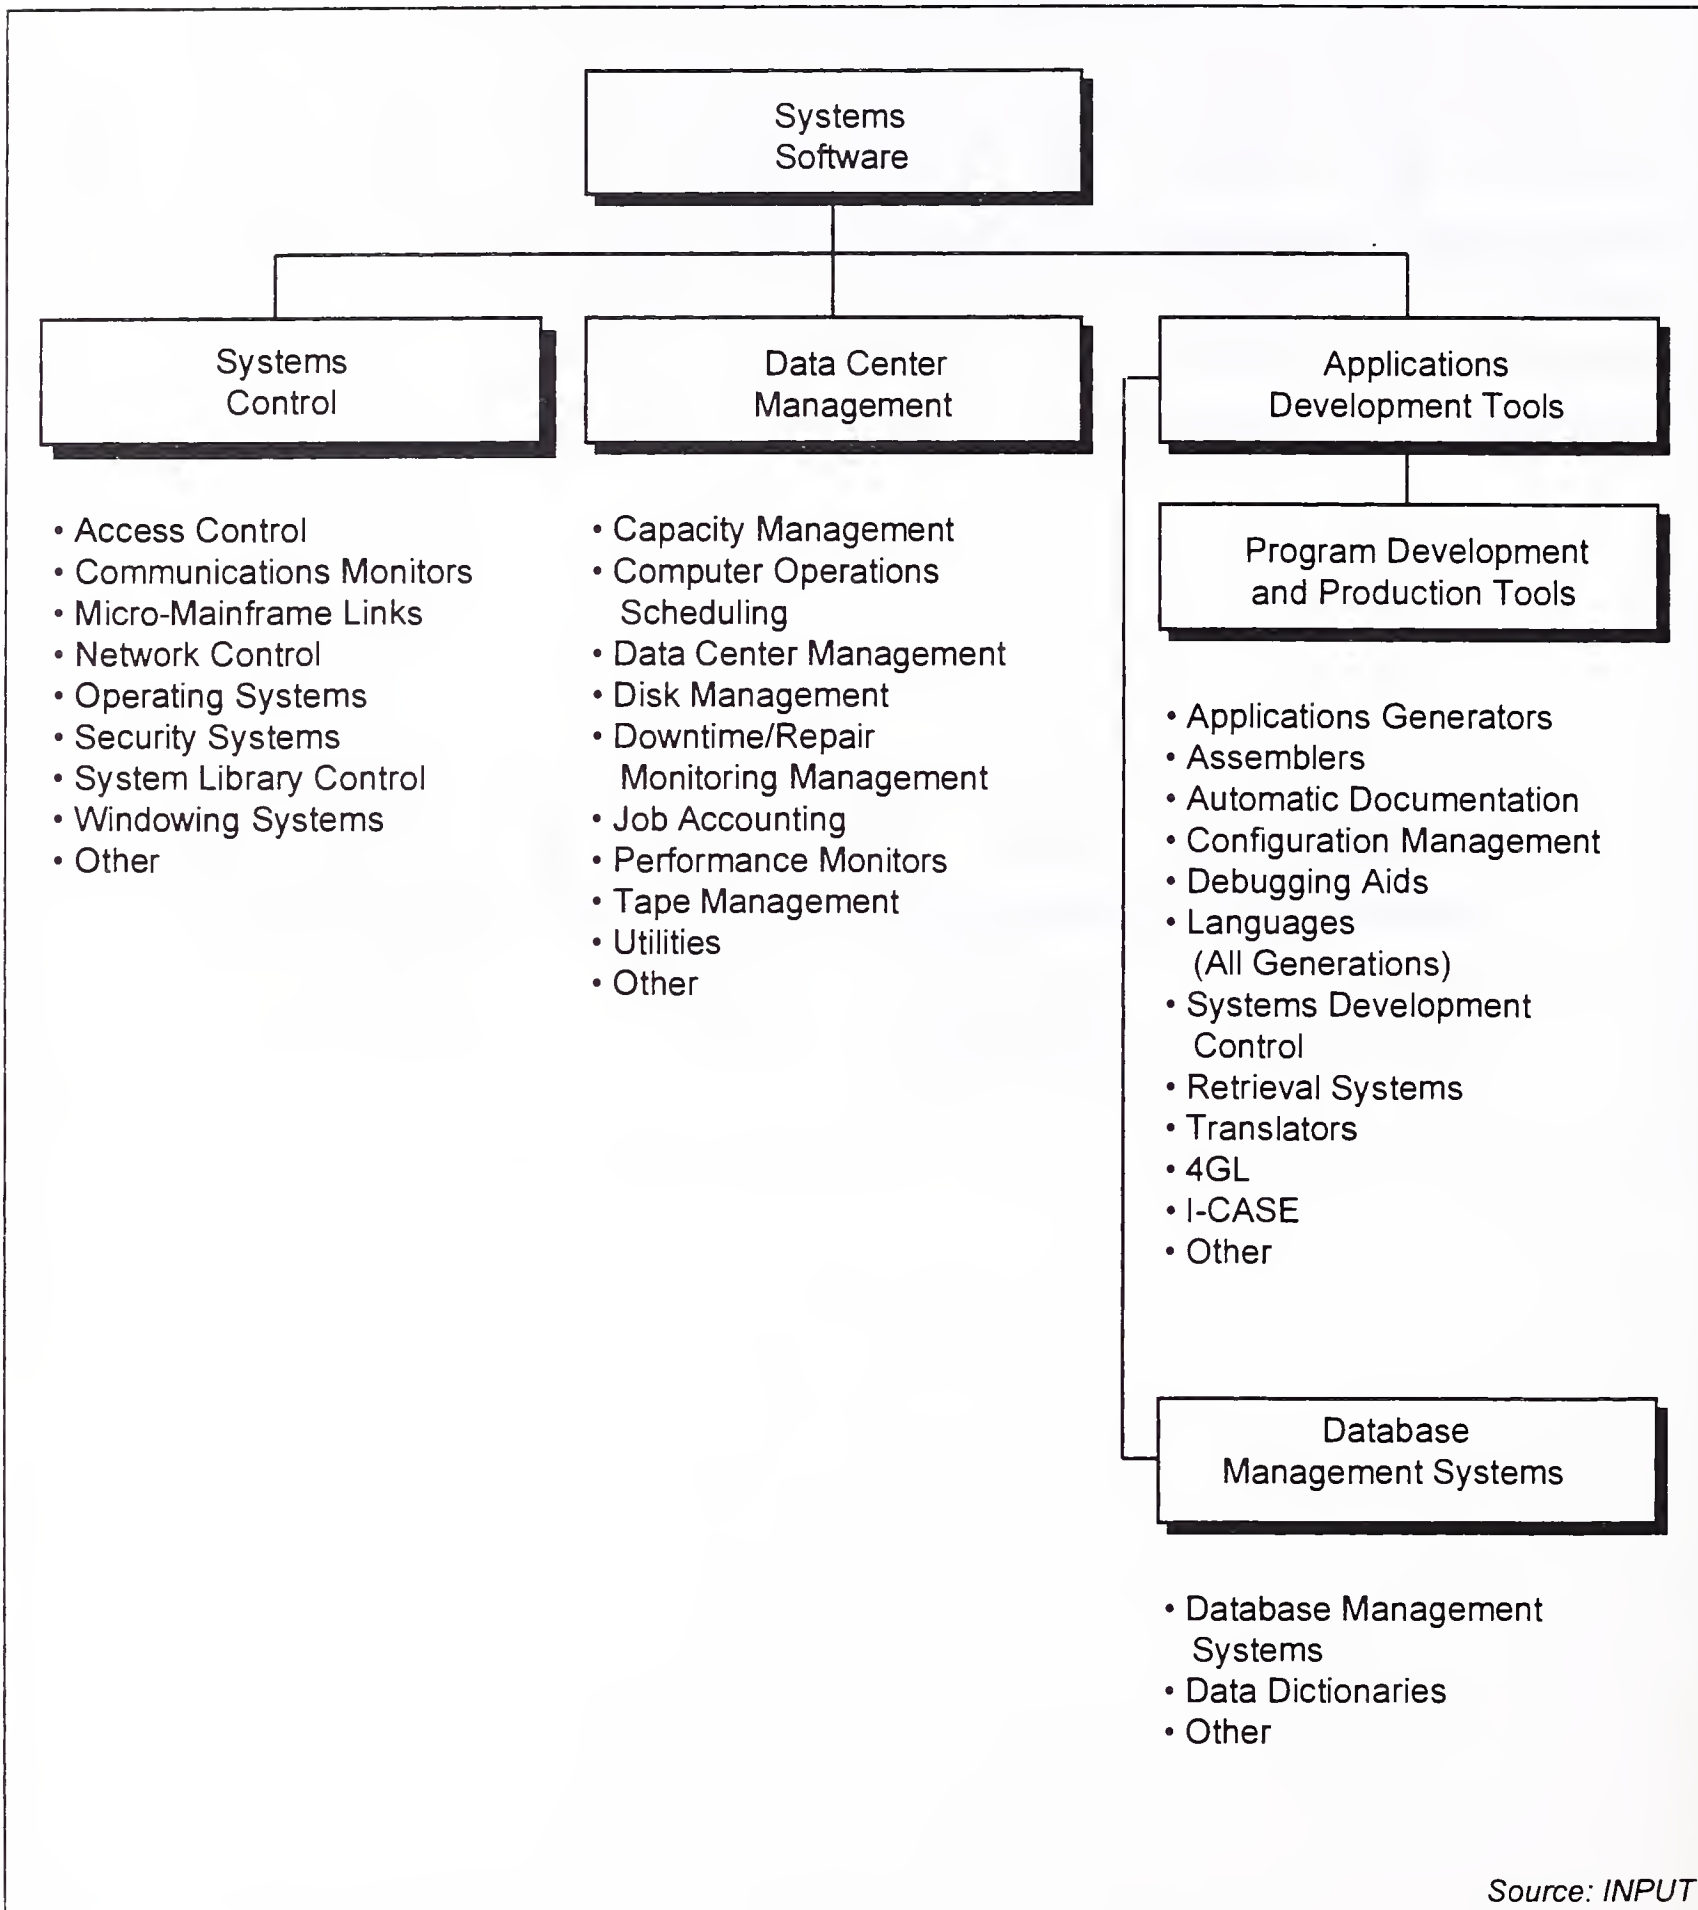 Systems
Software
Systems
Control
• Access Control
• Communications Monitors
• Micro-Mainframe Links
• Network Control
• Operating Systems
• Security Systems
• System Library Control
• Windowing Systems
• Other
Data Center
Management
• Capacity Management
• Computer Operations
Scheduling
• Data Center Management
• Disk Management
• Downtime/Repair
Monitoring Management
• Job Accounting
• Performance Monitors
• Tape Management
• Utilities
• Other
Applications
Development Tools
Program Development
and Production Tools
• Applications Generators
• Assemblers
• Automatic Documentation
• Configuration Management
• Debugging Aids
• Languages
(All Generations)
• Systems Development
Control
• Retrieval Systems
• Translators
• 4GL
• I-CASE
• Other
Database
Management Systems
• Database Management
Systems
• Data Dictionaries
• Other
Source: INPUT